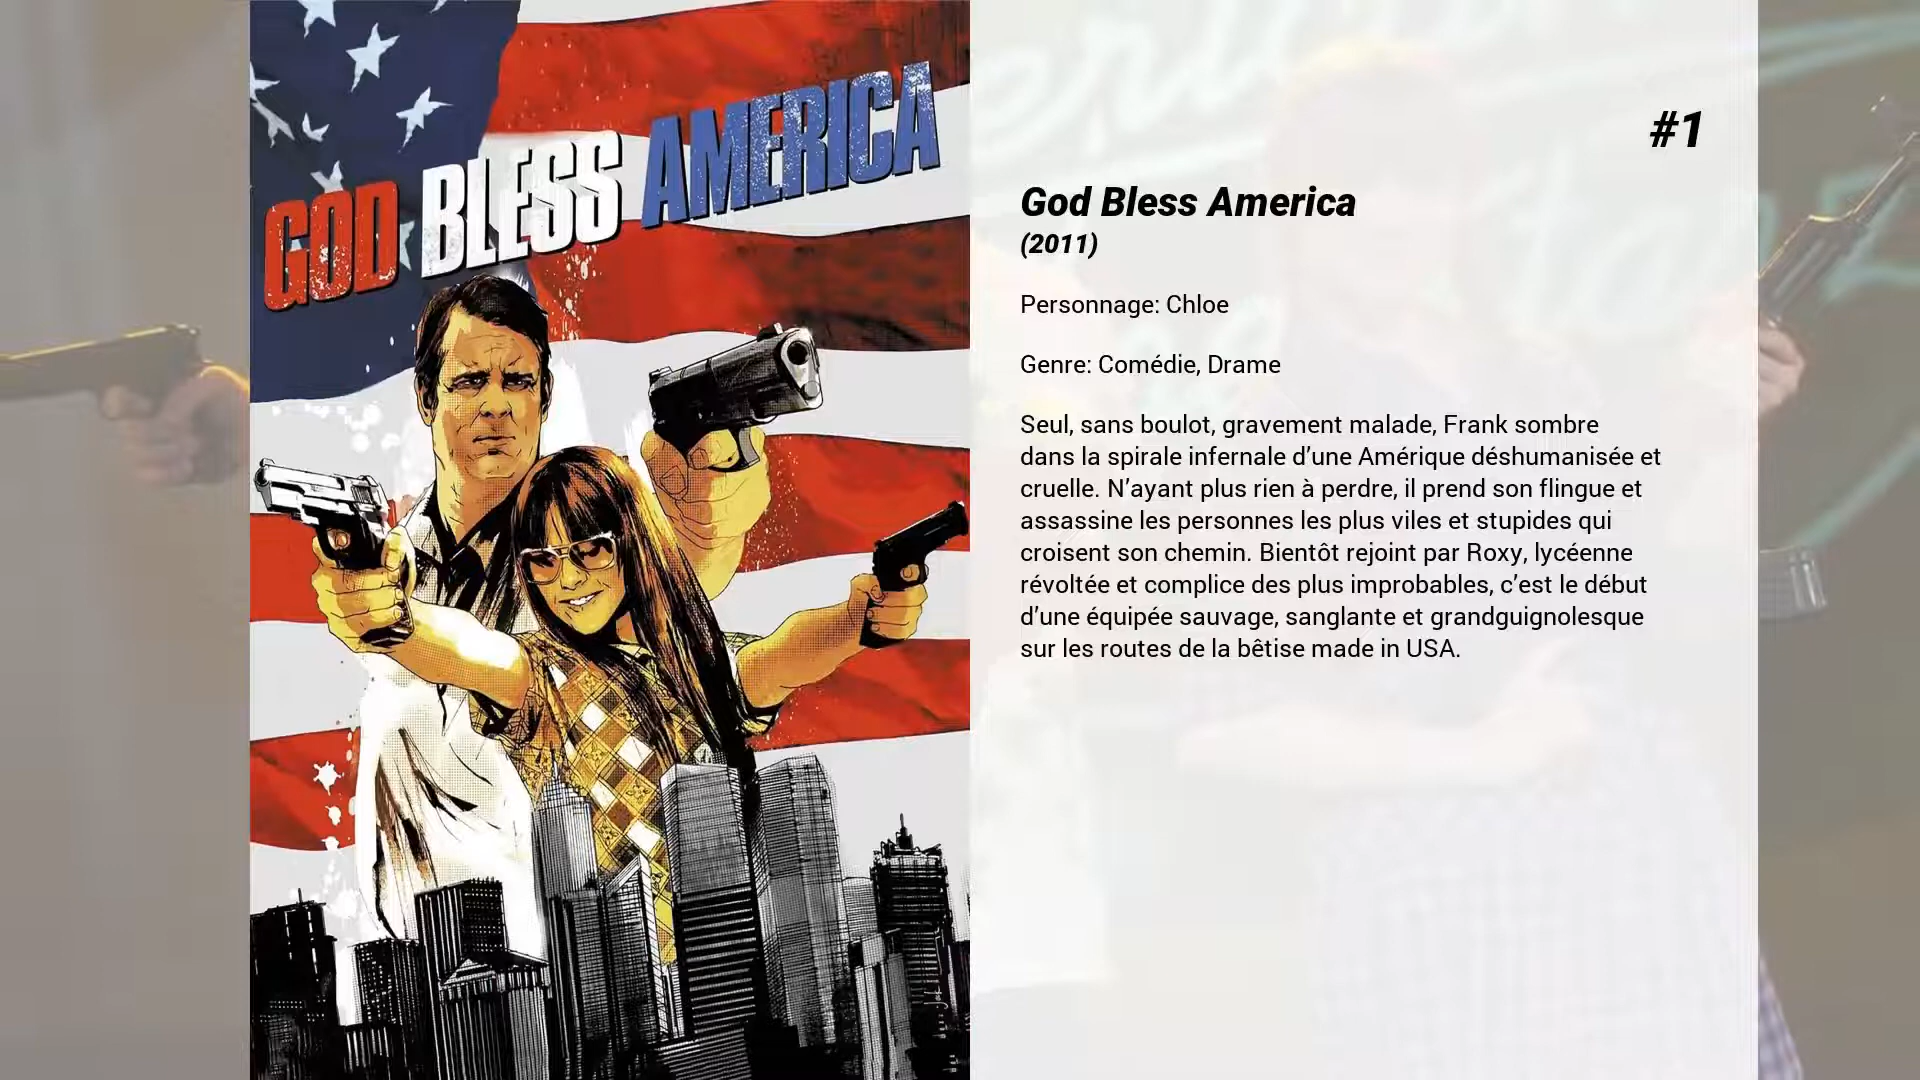 GOD BLESS AMERICA
#1
God Bless America
(2011)
Personnage: Chloe
Genre: Comédie, Drame
Seul, sans boulot, gravement malade, Frank sombre
dans la spirale infernale d’une Amérique déshumanisée et
cruelle. N’ayant plus rien à perdre, il prend son flingue et
assassine les personnes les plus viles et stupides qui
croisent son chemin. Bientôt rejoint par Roxy, lycéenne
révoltée et complice des plus improbables, c’est le début
d’une équipée sauvage, sanglante et grandguignolesque
sur les routes de la bêtise made in USA.